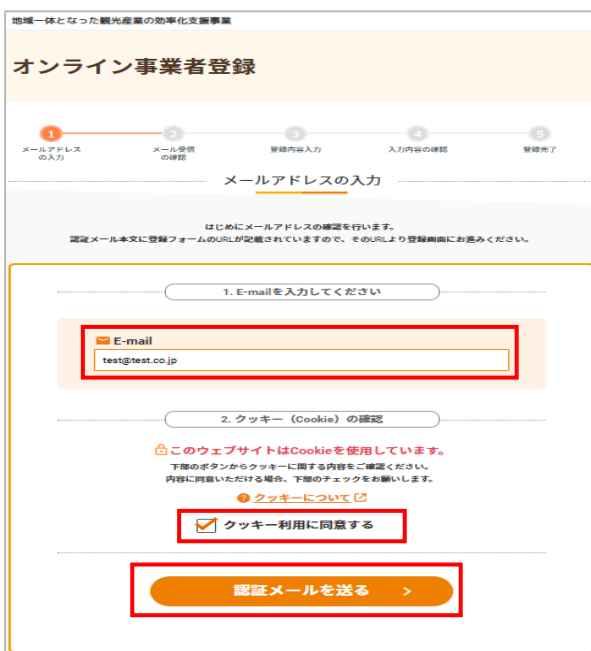 地域一体となった観光産業の効率化支援事業
オンライン事業者登録
1 2 3 4 5
メールアドレス メール受信 登録内容入力 入力内容の確認 登録完了
の入力 の確認
メールアドレスの入力
はじめにメールアドレスの確認を行います。
認証メール本文に登録フォームのURLが記載されていますので、そのURLより登録画面にお進みください。
1. E-mailを入力してください
E-mail
test@test.co.jp
2. クッキー（Cookie）の確認
このウェブサイトはCookieを使用しています。
下部のボタンからクッキーに関する内容をご確認ください。
内容に同意いただける場合、下部のチェックをお願いします。
? クッキーについて
クッキー利用に同意する
認証メールを送る >